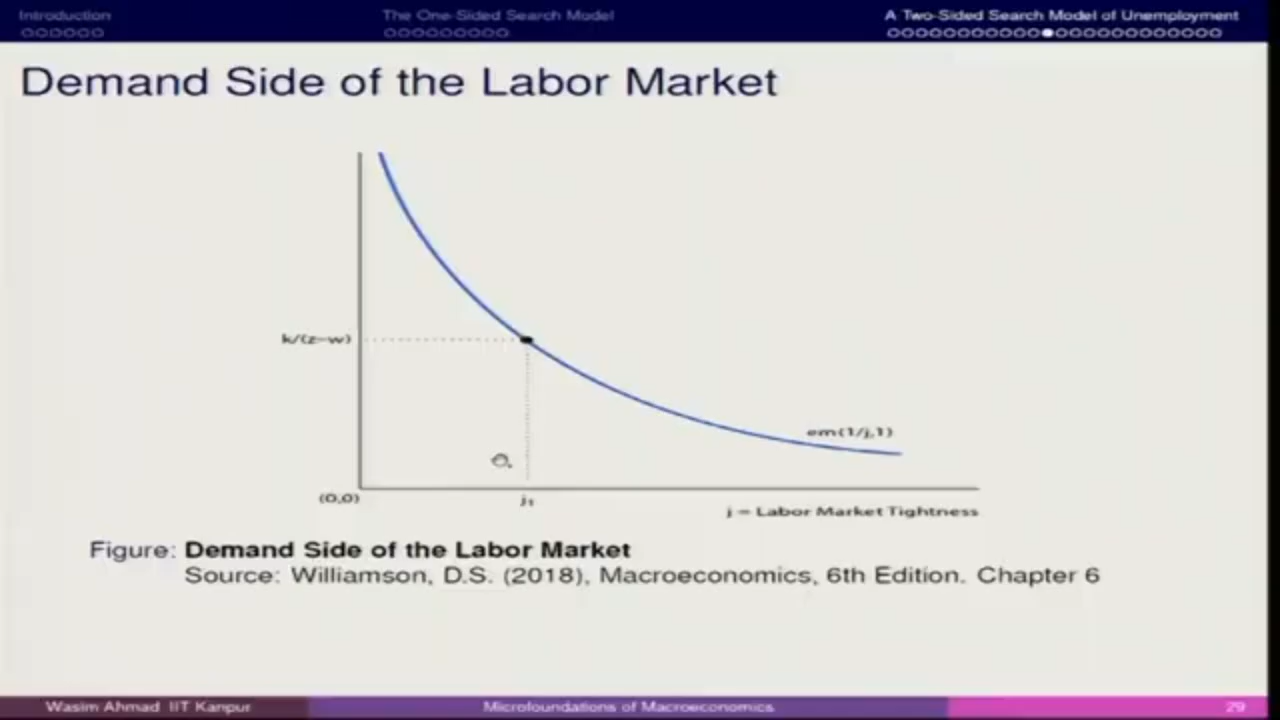 Introduction
The One-Sided Search Model
A Two-Sided Search Model of Unemployment
Demand Side of the Labor Market
k/(z−w)
em(1/j,1)
(0,0)
j₁
j = Labor Market Tightness
Figure: Demand Side of the Labor Market
Source: Williamson, D.S. (2018), Macroeconomics, 6th Edition. Chapter 6
Wasim Ahmad IIT Kanpur
Microfoundations of Macroeconomics
29